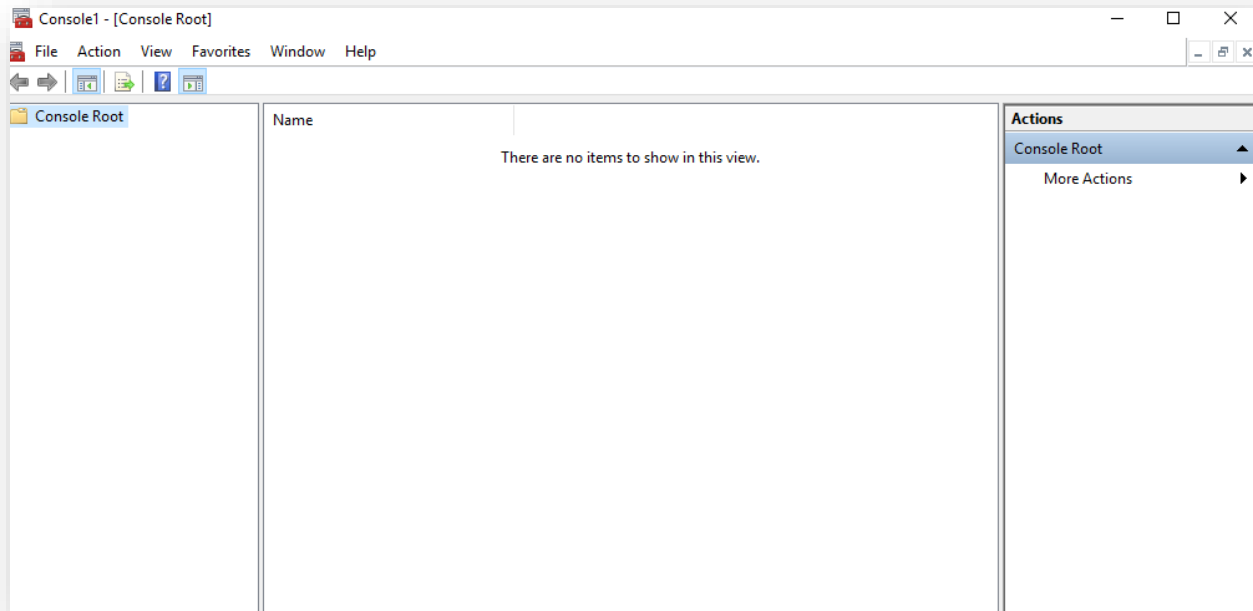 Console1 - [Console Root]
File Action View Favorites Window Help
Console Root
Name
There are no items to show in this view.
Actions
Console Root
More Actions